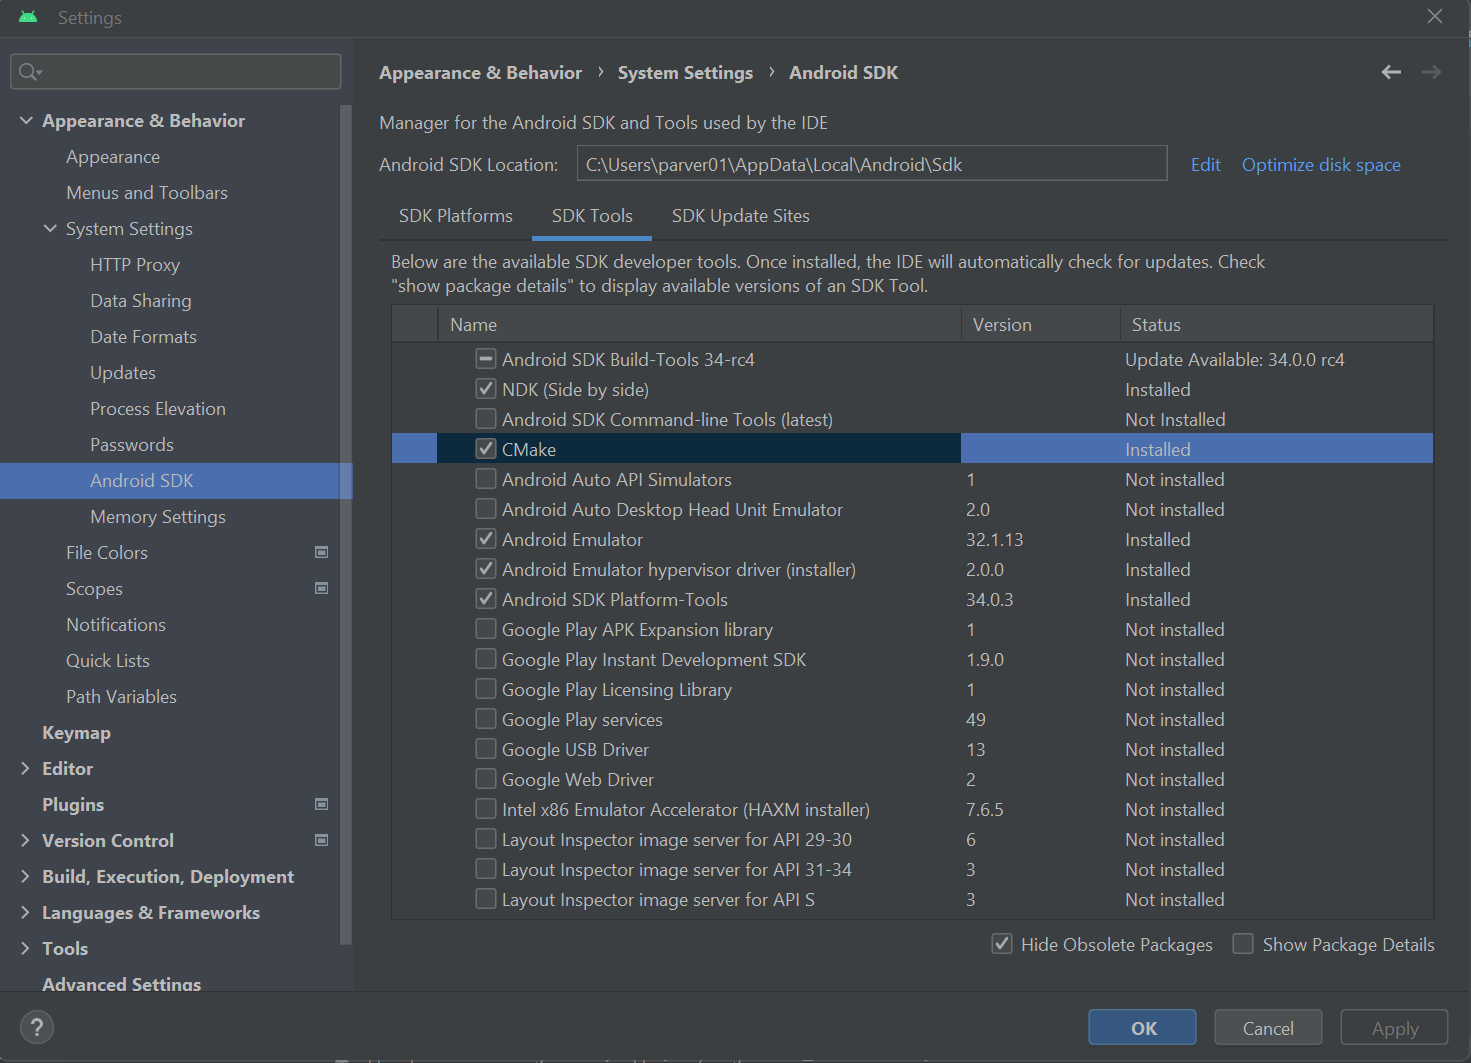 Settings
Appearance & Behavior
Appearance
Menus and Toolbars
System Settings
HTTP Proxy
Data Sharing
Date Formats
Updates
Process Elevation
Passwords
Android SDK
Memory Settings
File Colors
Scopes
Notifications
Quick Lists
Path Variables
Keymap
Editor
Plugins
Version Control
Build, Execution, Deployment
Languages & Frameworks
Tools
Advanced Settings
?
Appearance & Behavior › System Settings › Android SDK
Manager for the Android SDK and Tools used by the IDE
Android SDK Location: C:\Users\parver01\AppData\Local\Android\Sdk Edit Optimize disk space
SDK Platforms SDK Tools SDK Update Sites
Below are the available SDK developer tools. Once installed, the IDE will automatically check for updates. Check
"show package details" to display available versions of an SDK Tool.
Name Version Status
Android SDK Build-Tools 34-rc4 Update Available: 34.0.0 rc4
NDK (Side by side) Installed
Android SDK Command-line Tools (latest) Not Installed
CMake Installed
Android Auto API Simulators 1 Not installed
Android Auto Desktop Head Unit Emulator 2.0 Not installed
Android Emulator 32.1.13 Installed
Android Emulator hypervisor driver (installer) 2.0.0 Installed
Android SDK Platform-Tools 34.0.3 Installed
Google Play APK Expansion library 1 Not installed
Google Play Instant Development SDK 1.9.0 Not installed
Google Play Licensing Library 1 Not installed
Google Play services 49 Not installed
Google USB Driver 13 Not installed
Google Web Driver 2 Not installed
Intel x86 Emulator Accelerator (HAXM installer) 7.6.5 Not installed
Layout Inspector image server for API 29-30 6 Not installed
Layout Inspector image server for API 31-34 3 Not installed
Layout Inspector image server for API S 3 Not installed
Hide Obsolete Packages Show Package Details
OK Cancel Apply